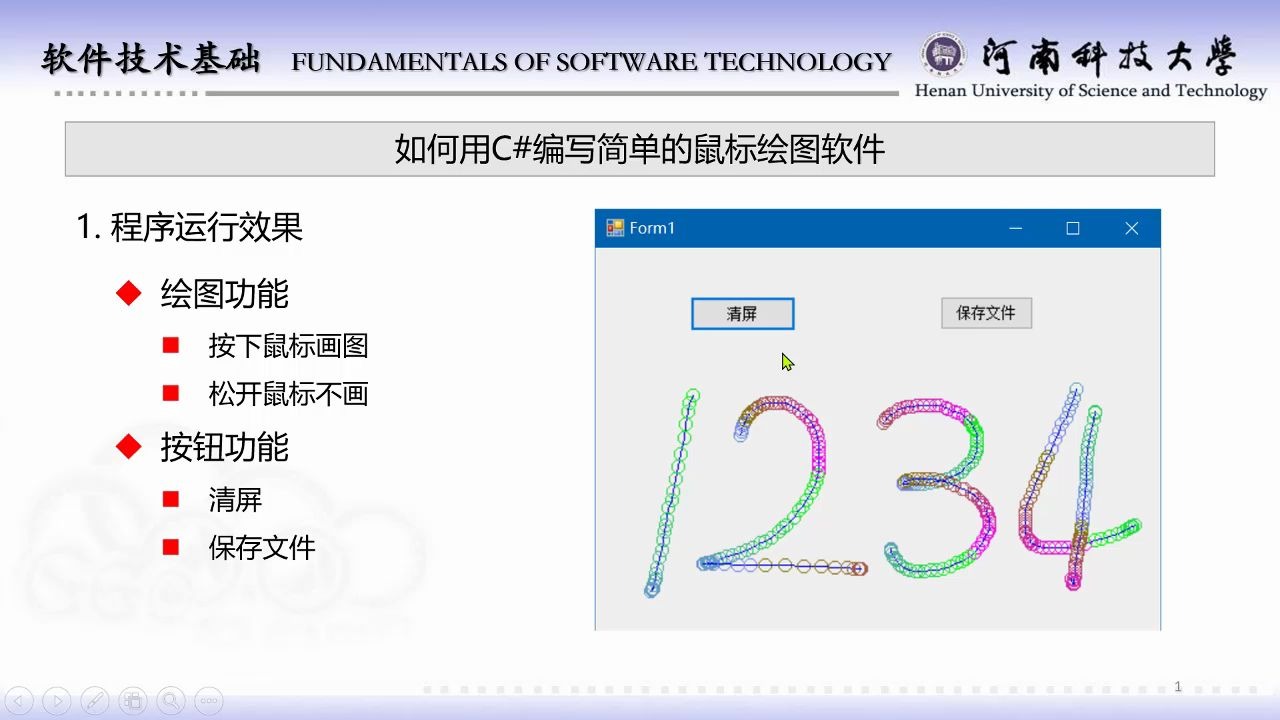 软件技术基础 FUNDAMENTALS OF SOFTWARE TECHNOLOGY
河南科技大學
Henan University of Science and Technology
如何用C#编写简单的鼠标绘图软件
1. 程序运行效果
绘图功能
按下鼠标画图
松开鼠标不画
按钮功能
清屏
保存文件
Form1
清屏 保存文件
1234
1